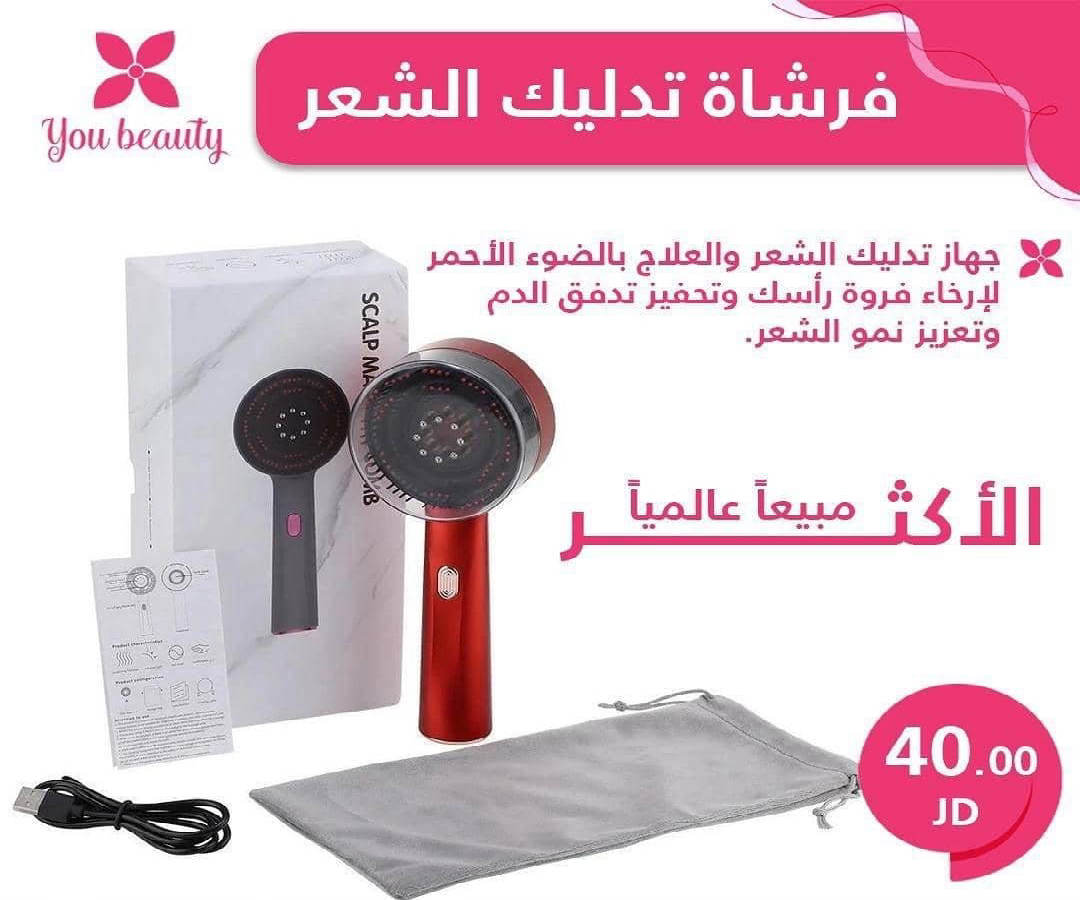 You beauty
فرشاة تدليك الشعر
جهاز تدليك الشعر والعلاج بالضوء الأحمر
لإرخاء فروة رأسك وتحفيز تدفق الدم
وتعزيز نمو الشعر.
الأكثر مبيعاً عالمياً
SCALP
40.00
JD